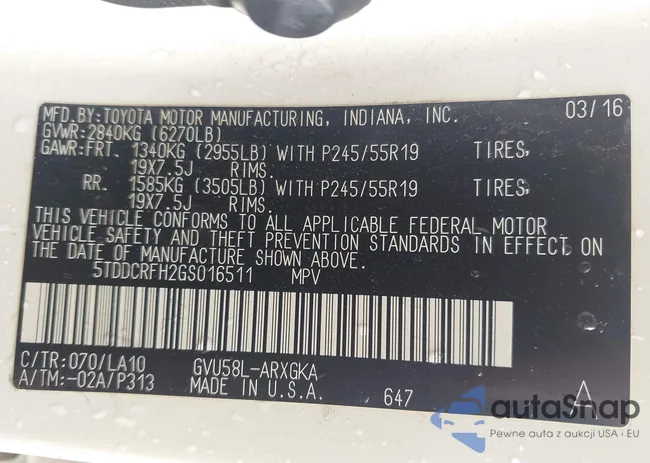 MFD.BY:TOYOTA MOTOR MANUFACTURING, INDIANA, INC. 03/16
GVWR:2840KG (6270LB)
GAWR:FRT. 1340KG (2955LB) WITH P245/55R19 TIRES,
19X7.5J RIMS.
RR. 1585KG (3505LB) WITH P245/55R19 TIRES,
19X7.5J RIMS.
THIS VEHICLE CONFORMS TO ALL APPLICABLE FEDERAL MOTOR
VEHICLE SAFETY AND THEFT PREVENTION STANDARDS IN EFFECT ON
THE DATE OF MANUFACTURE SHOWN ABOVE.
5TDDCRFH2GS016511 MPV
C/TR:070/LA10 GVU58L-ARXGKA
A/TM:-02A/P313 MADE IN U.S.A. 647 A
autoSnap
Pewne auta z aukcji USA i EU